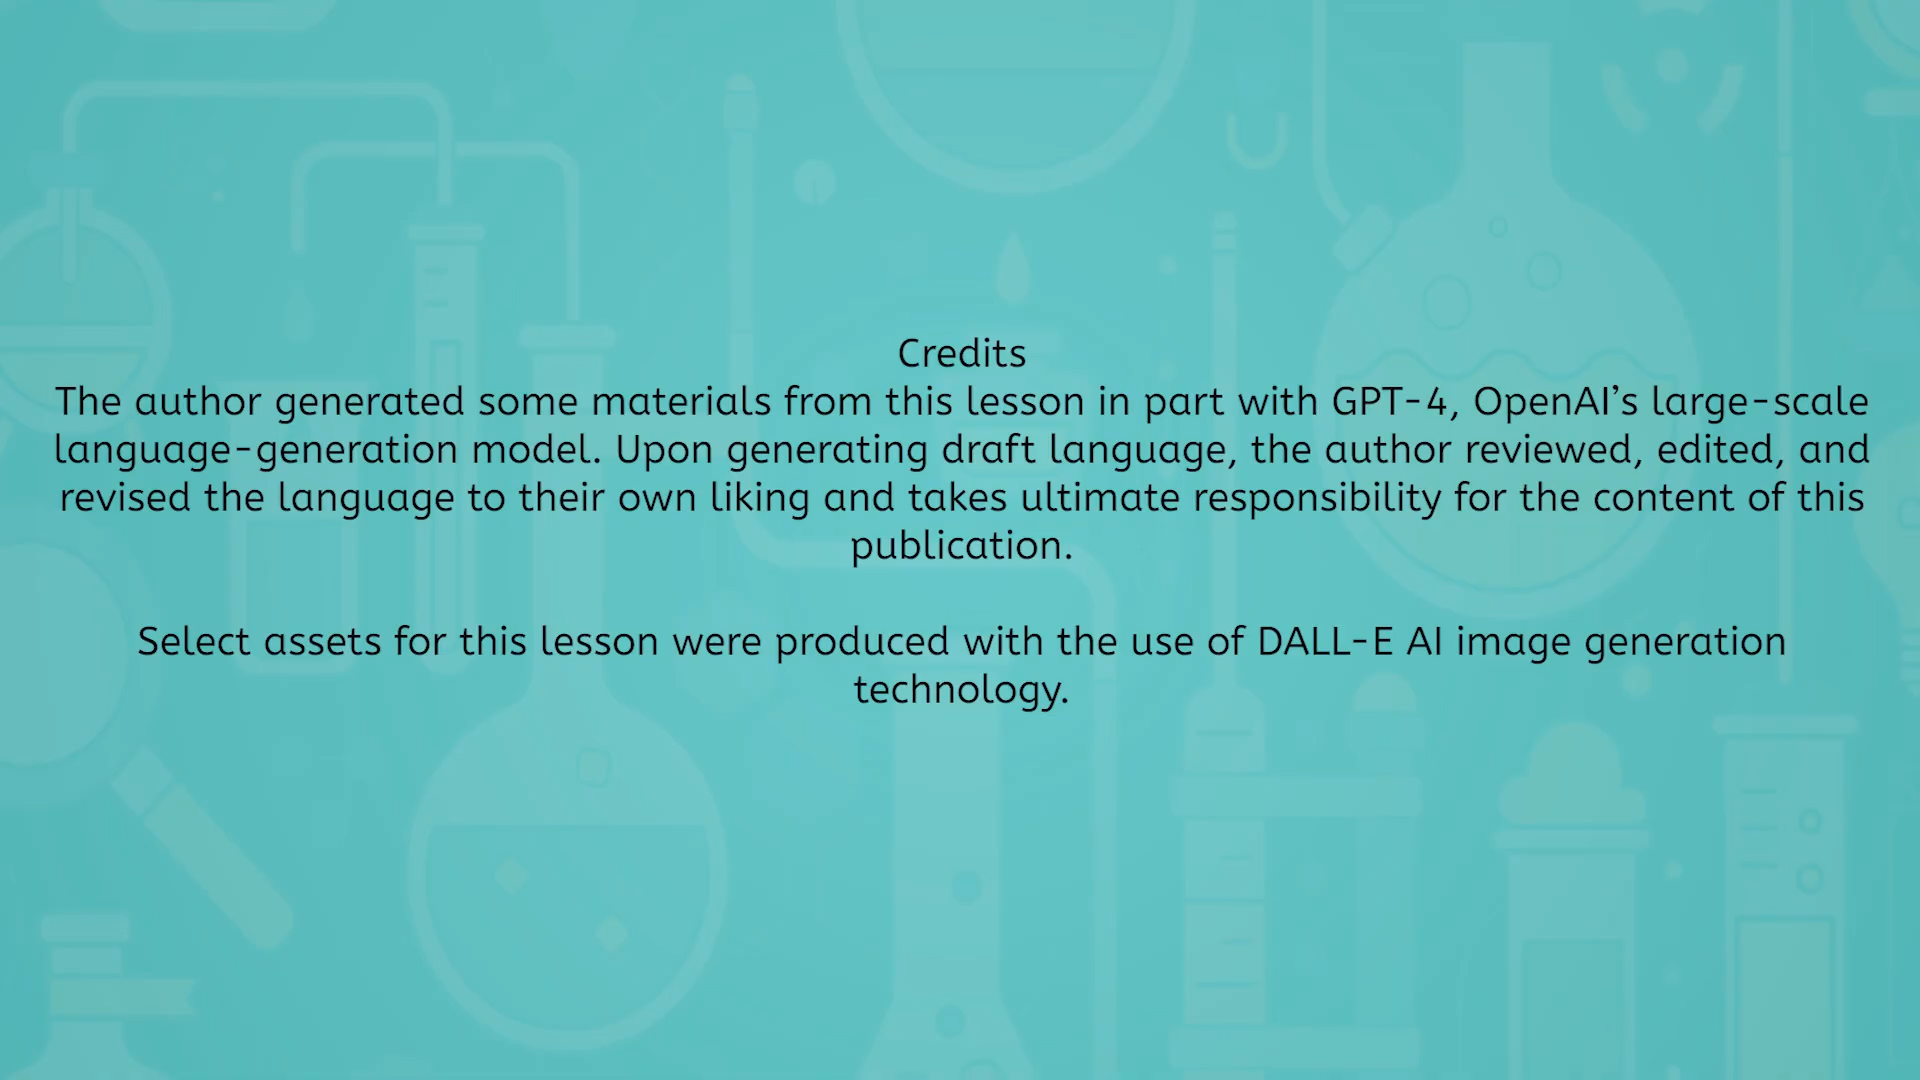 Credits
The author generated some materials from this lesson in part with GPT-4, OpenAI’s large-scale
language-generation model. Upon generating draft language, the author reviewed, edited, and
revised the language to their own liking and takes ultimate responsibility for the content of this
publication.
Select assets for this lesson were produced with the use of DALL-E AI image generation
technology.